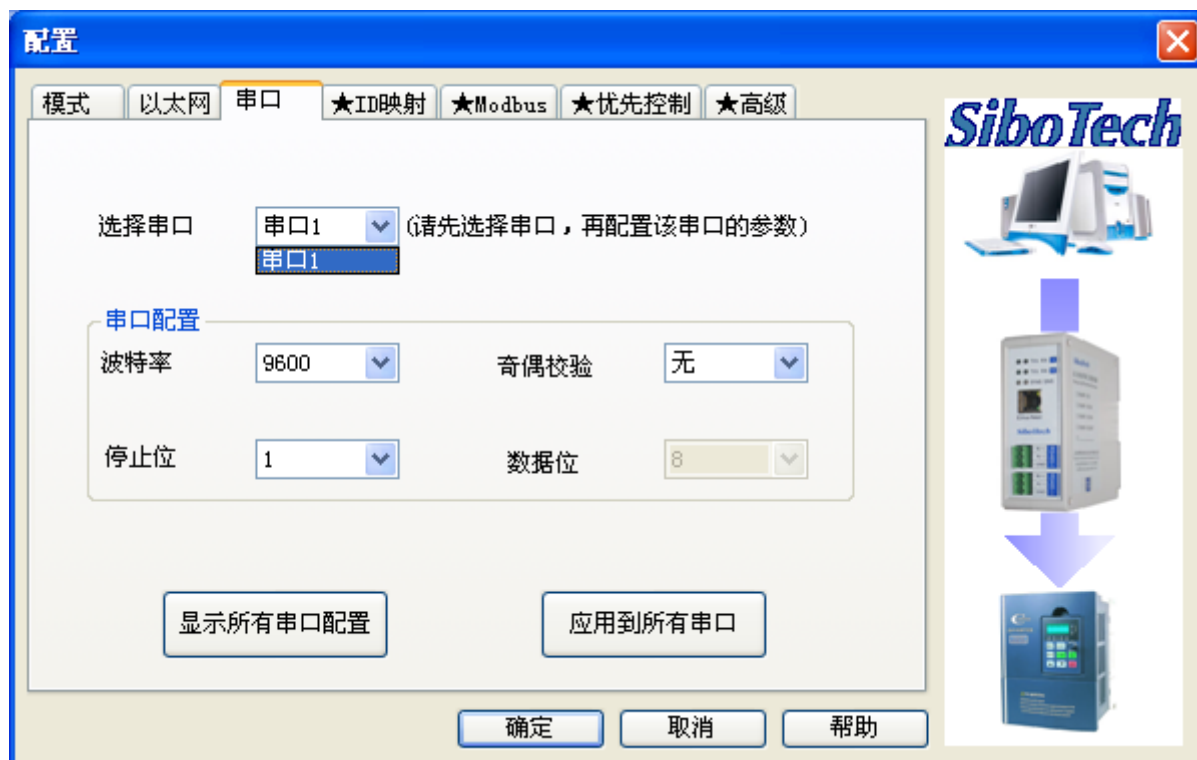 配置
模式 以太网 串口 ★ID映射 ★Modbus ★优先控制 ★高级
SiboTech
选择串口 串口1 (请先选择串口，再配置该串口的参数)
串口1
串口配置
波特率 9600 奇偶校验 无
停止位 1 数据位 8
显示所有串口配置 应用到所有串口
确定 取消 帮助